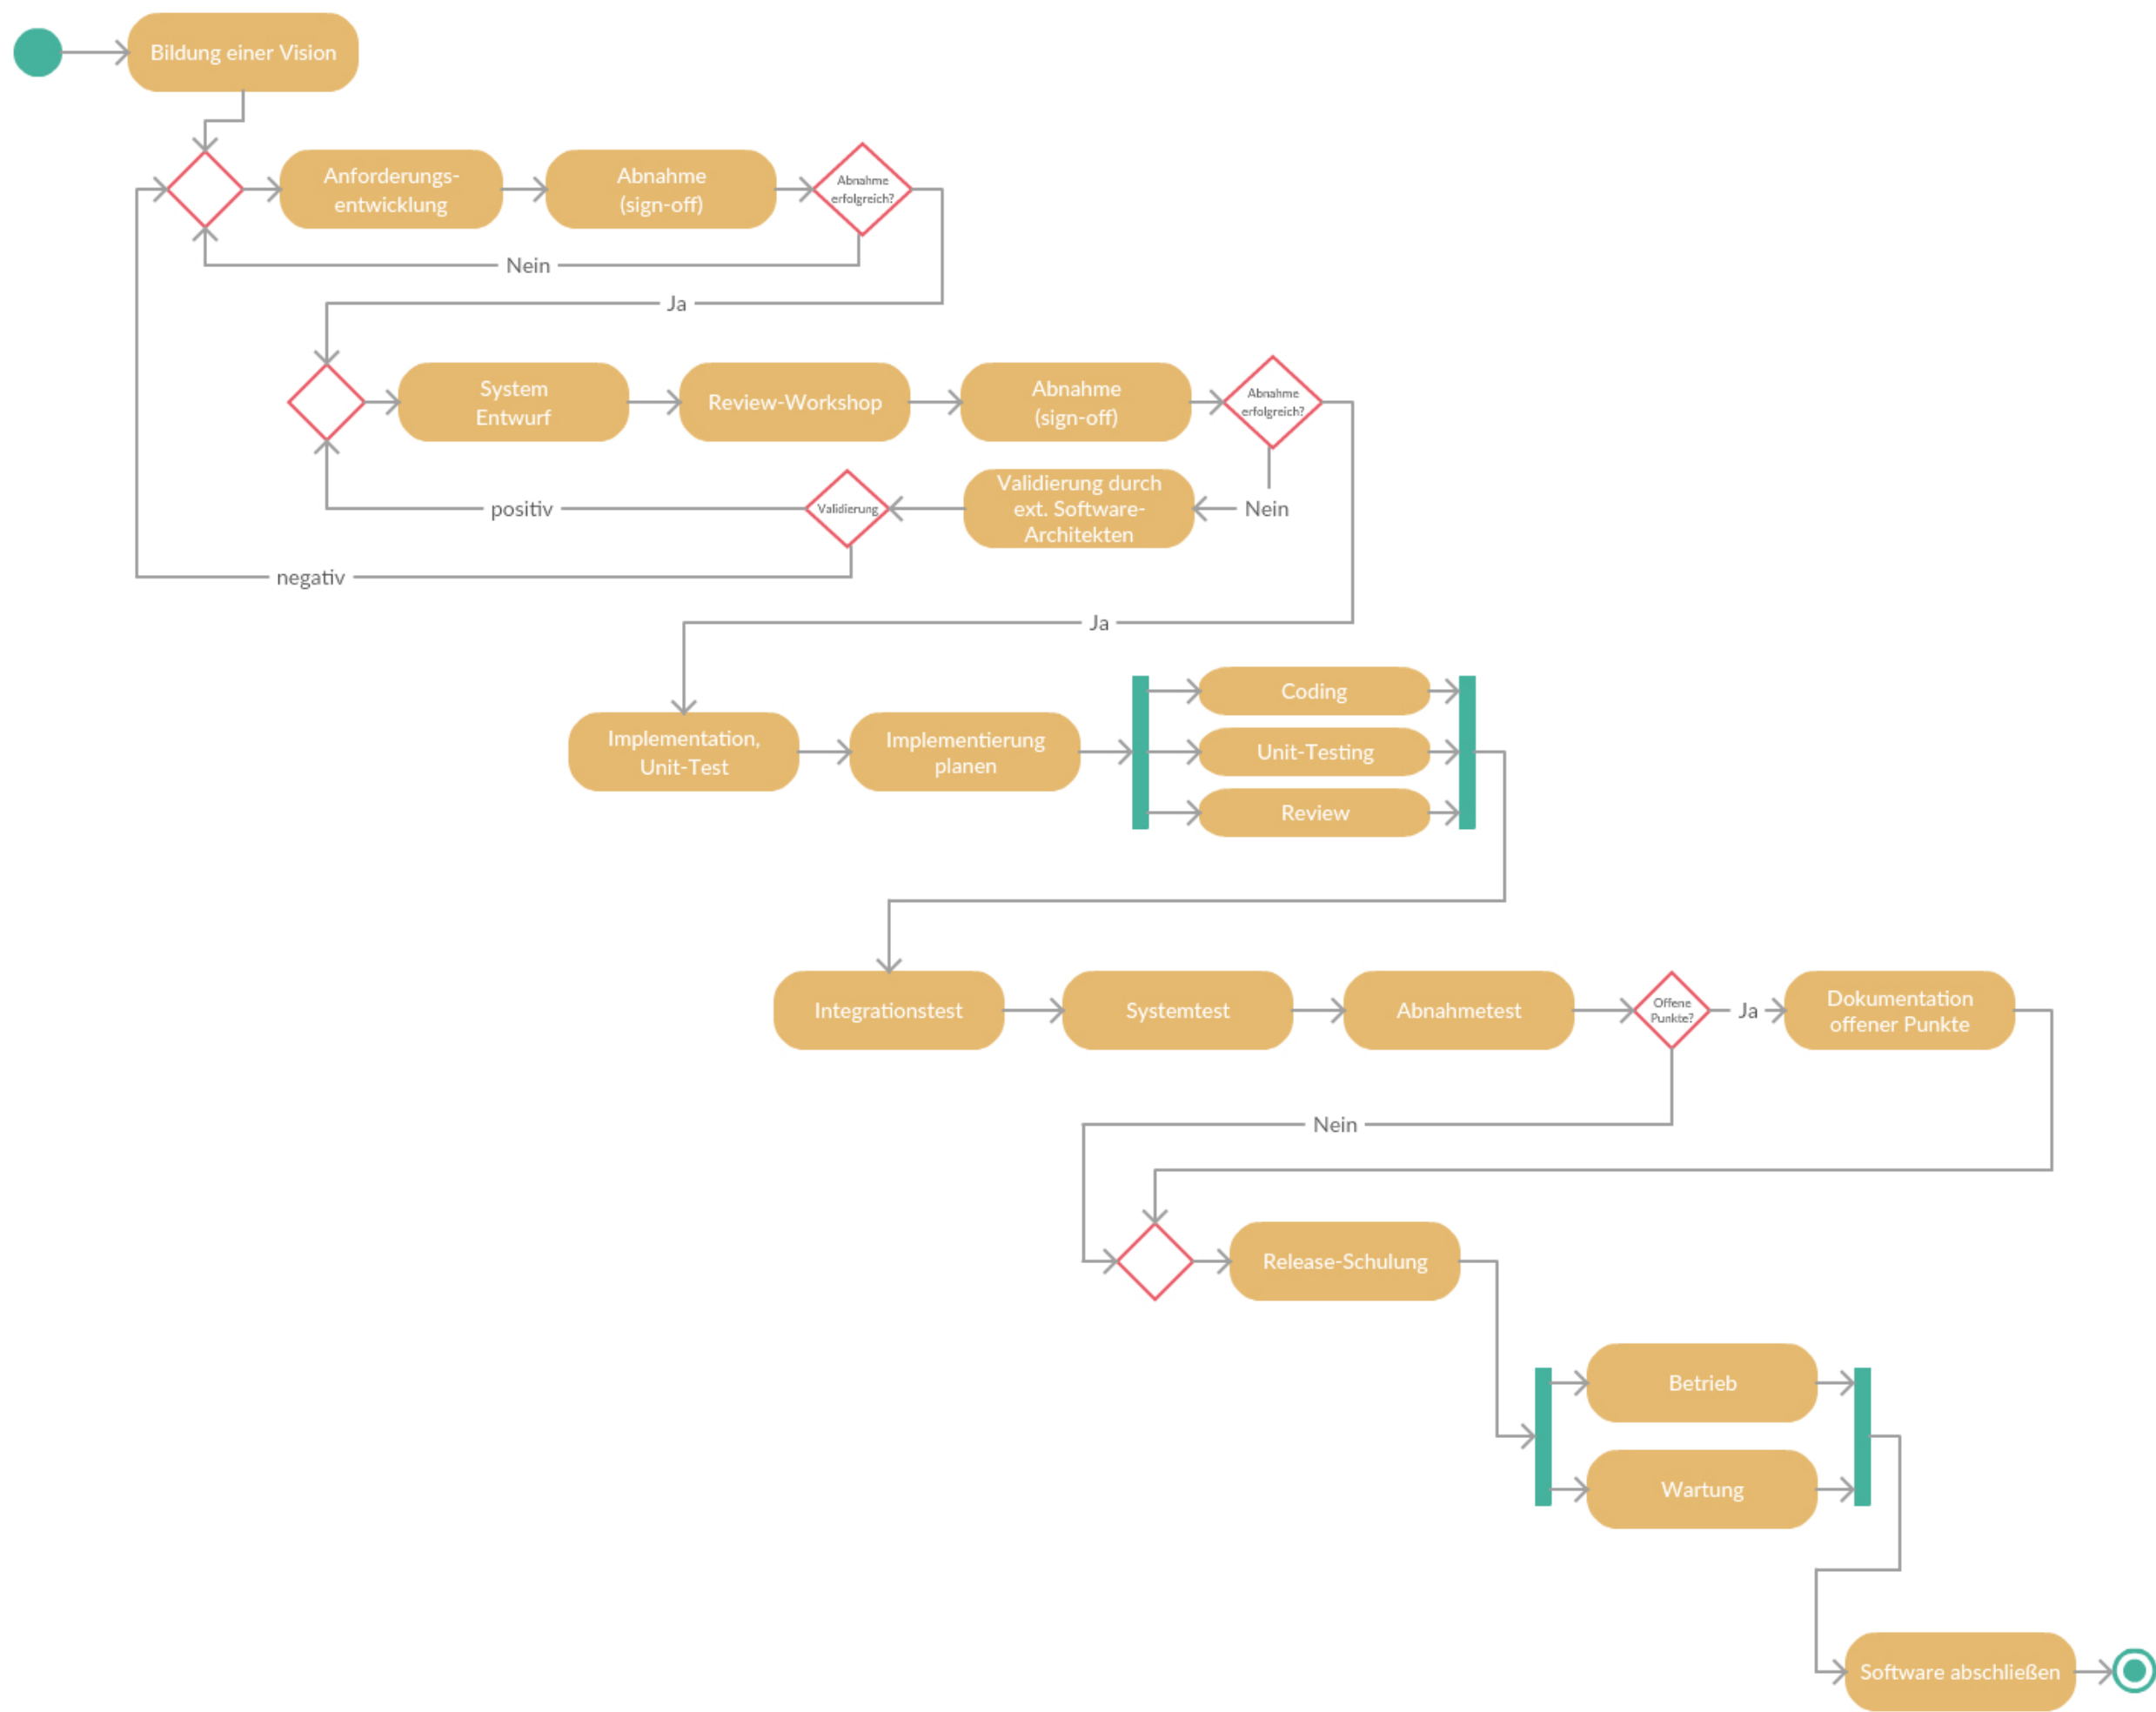 Bildung einer Vision
Anforderungs-
entwicklung
Abnahme
(sign-off)
Abnahme
erfolgreich?
Nein
Ja
System
Entwurf
Review-Workshop
Abnahme
(sign-off)
Abnahme
erfolgreich?
positiv
Validierung
Validierung durch
ext. Software-
Architekten
Nein
negativ
Ja
Implementation,
Unit-Test
Implementierung
planen
Coding
Unit-Testing
Review
Integrationstest
Systemtest
Abnahmetest
Offene
Punkte?
Ja
Dokumentation
offener Punkte
Nein
Release-Schulung
Betrieb
Wartung
Software abschließen